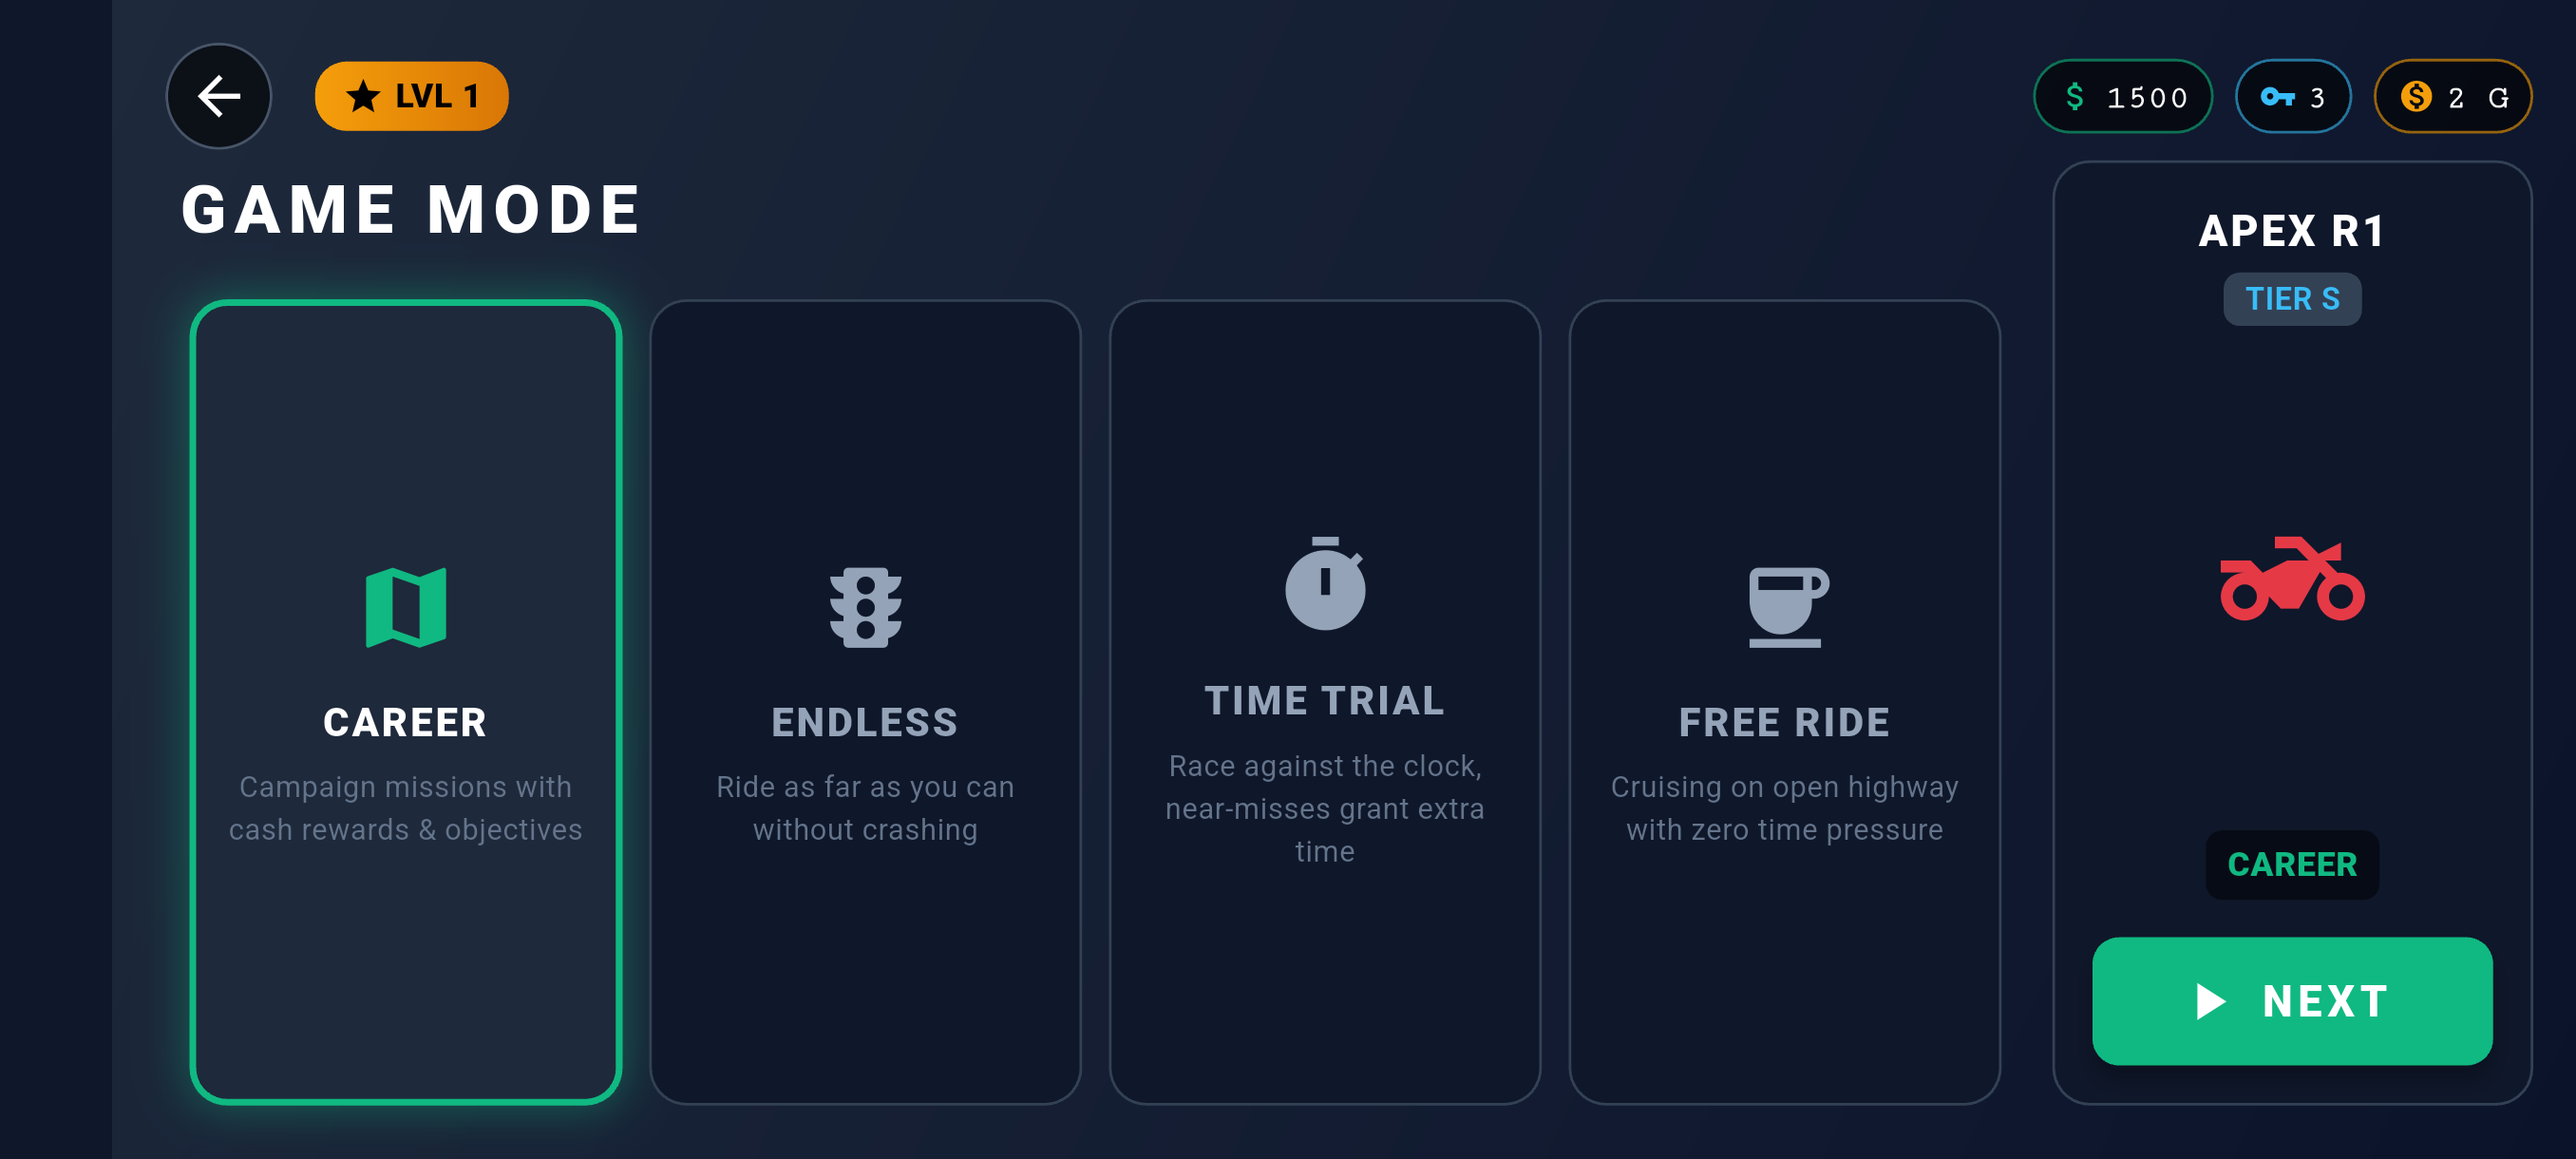 LVL 1
$ 1500
3
2 G
GAME MODE
CAREER
Campaign missions with
cash rewards & objectives
ENDLESS
Ride as far as you can
without crashing
TIME TRIAL
Race against the clock,
near-misses grant extra
time
FREE RIDE
Cruising on open highway
with zero time pressure
APEX R1
TIER S
CAREER
NEXT